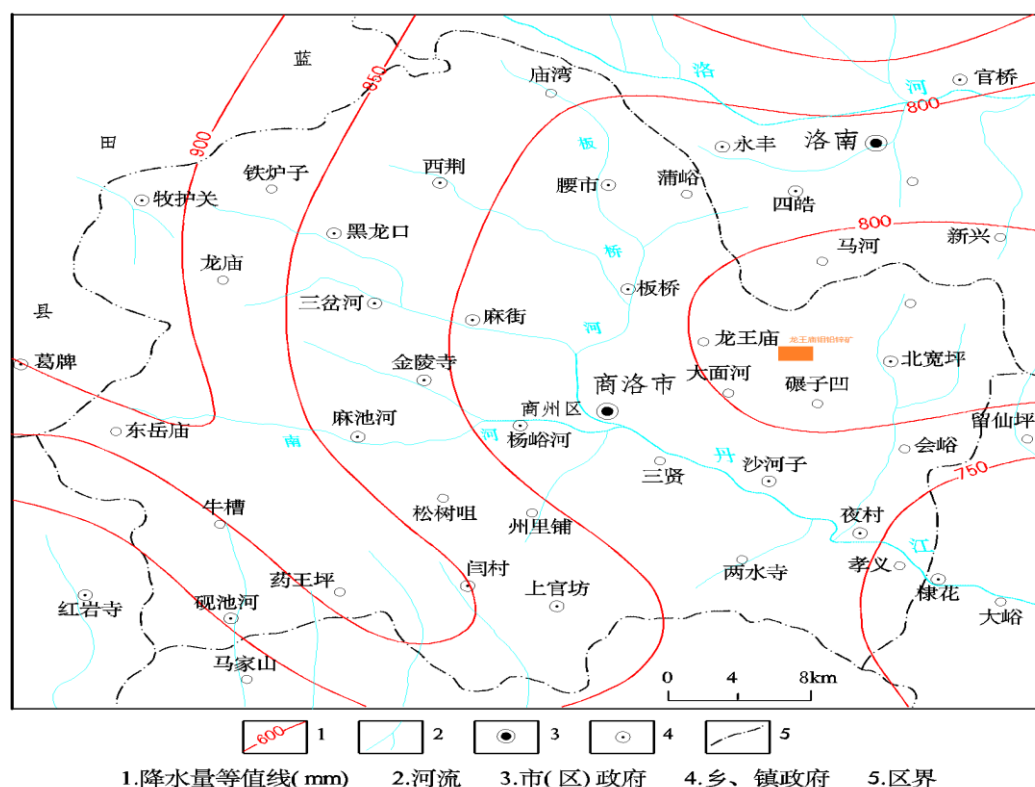 蓝
田
县
洛
河
官桥
庙湾
850
800
900
板
永丰
洛南
铁炉子
西荆
腰市
蒲峪
四皓
牧护关
黑龙口
800
新兴
马河
龙庙
桥
板桥
三岔河
麻街
河
龙王庙
龙王庙铜钼锌矿
葛牌
金陵寺
大面河
北宽坪
碾子凹
商洛市
商州区
麻池河
东岳庙
南
河
杨峪河
留仙坪
丹
会峪
三贤
沙河子
750
牛槽
松树咀
州里铺
夜村
江
闫村
两水寺
孝义
药王坪
上官坊
棣花
红岩寺
砚池河
大峪
马家山
0 4 8km
600 1 2 3 4 5
1.降水量等值线(mm) 2.河流 3.市(区)政府 4.乡、镇政府 5.区界